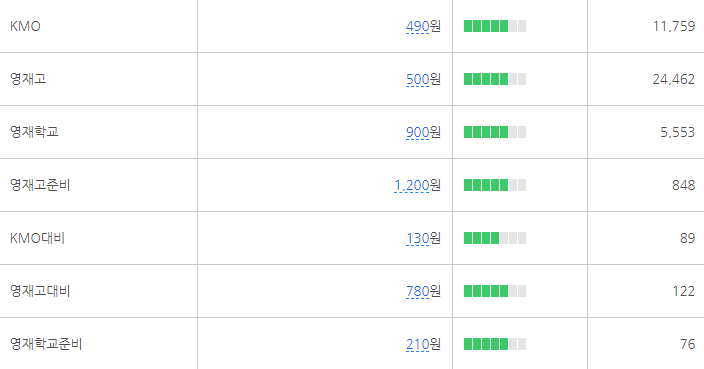 KMO 490원 11,759
영재고 500원 24,462
영재학교 900원 5,553
영재고준비 1,200원 848
KMO대비 130원 89
영재고대비 780원 122
영재학교준비 210원 76